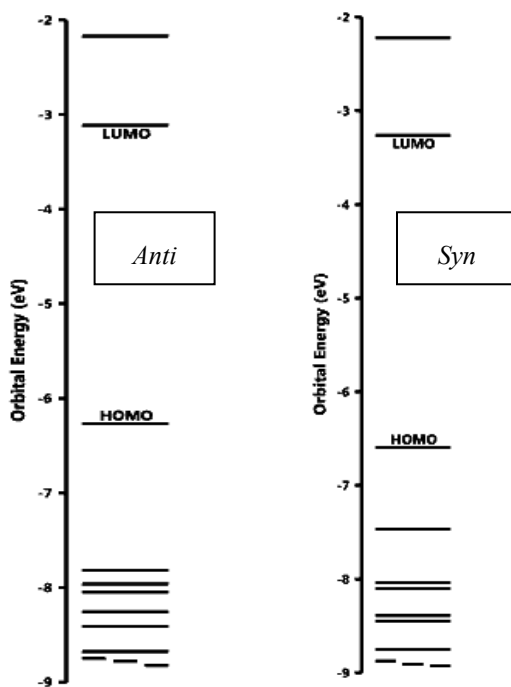 -2
-3
LUMO
-4
Anti
-5
Orbital Energy (eV)
-6
HOMO
-7
-8
-9
-2
-3
LUMO
-4
Syn
-5
Orbital Energy (eV)
-6
HOMO
-7
-8
-9